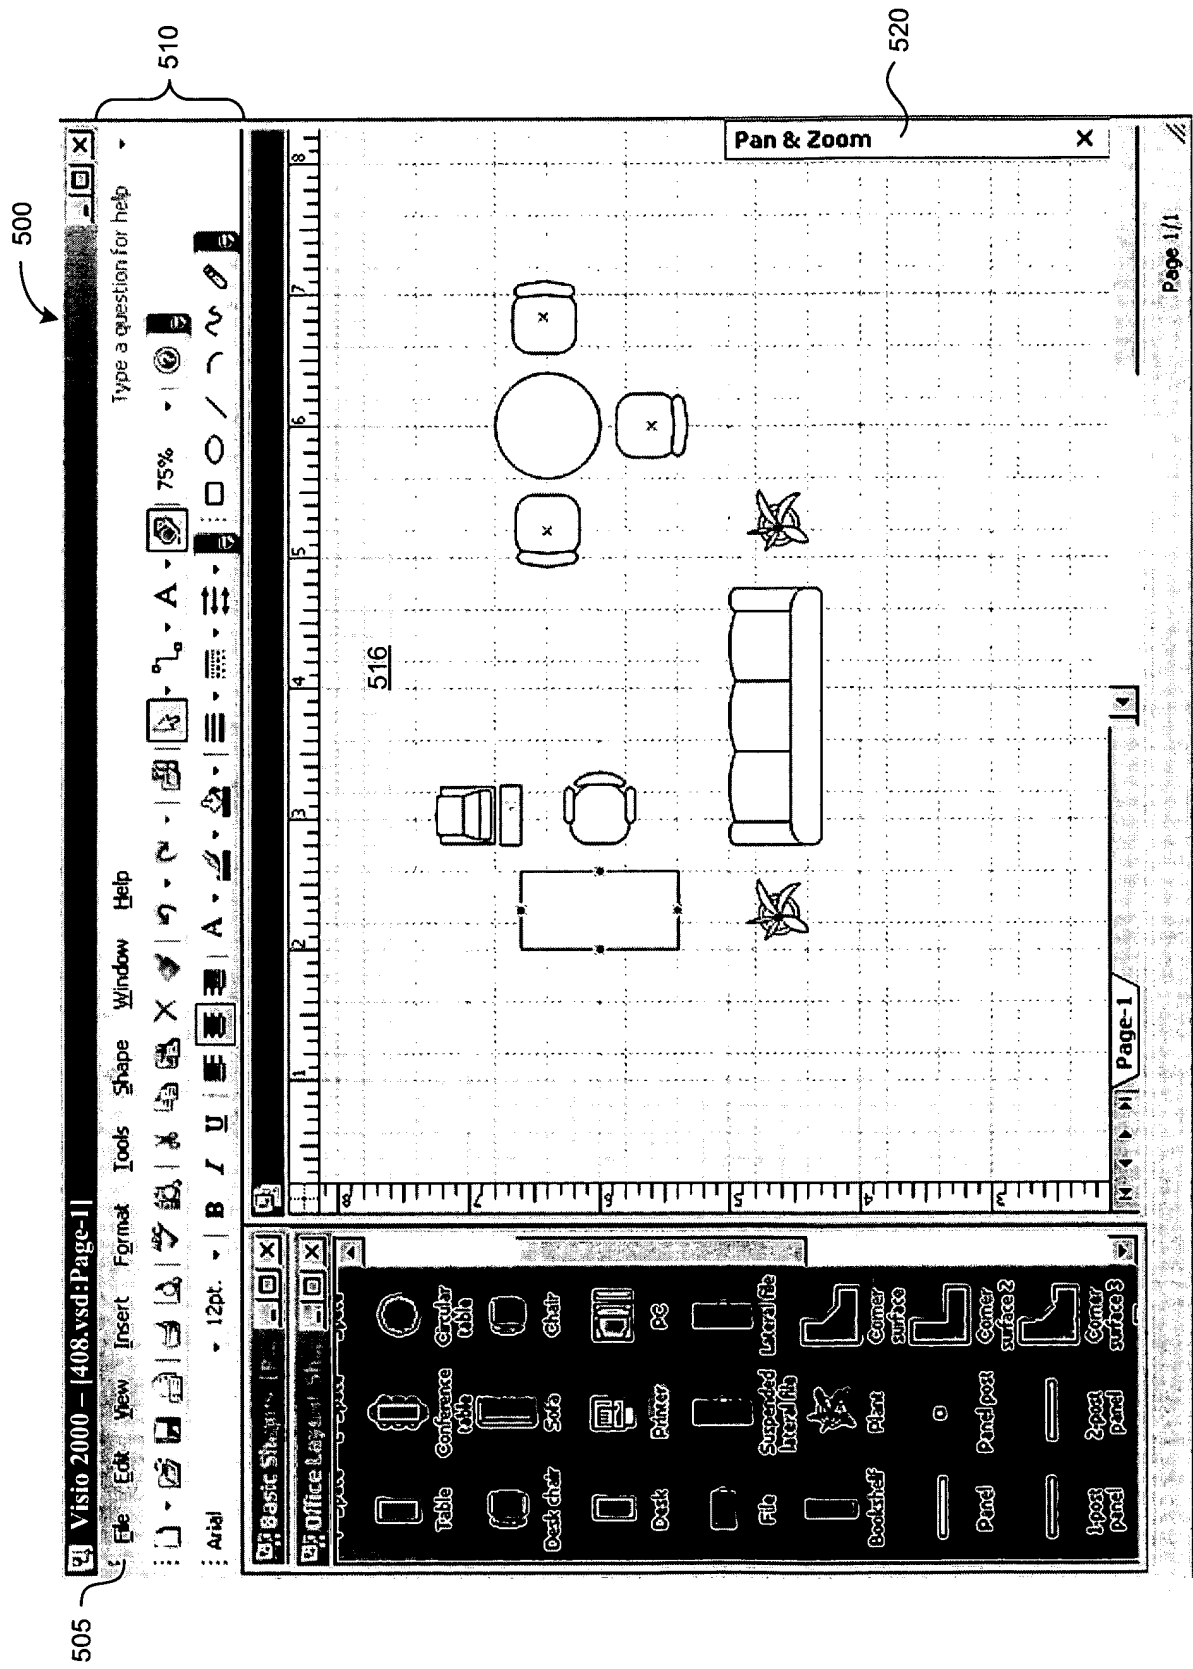 500
510
505
Visio 2000 – [408.vsd:Page-1]
File Edit View Insert Format Tools Shape Window Help Type a question for help
ABC A 75%
Arial 12pt. B I U A
Basic Shapes
Office Layout
1 2 3 4 5 6 7 8
8
7
6
5
4
3
516
Table Conference table Circular table
Desk chair Sofa Chair
Desk Printer PC
File Suspended lateral file Lateral file
Bookshelf Plant Corner surface
Panel Panel post Corner surface 2
1-post panel 2-post panel Corner surface 3
Pan & Zoom
520
Page-1
Page 1/1